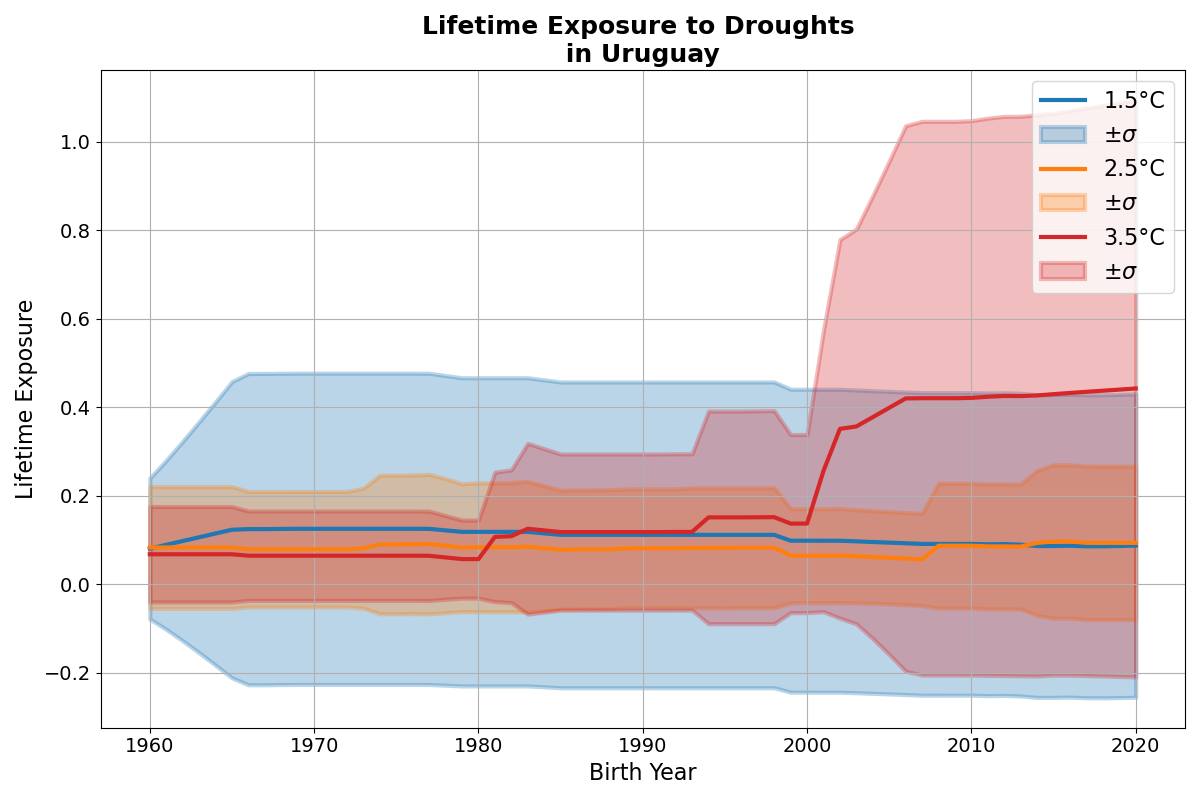 Lifetime Exposure to Droughts
in Uruguay
Lifetime Exposure
1.0
0.8
0.6
0.4
0.2
0.0
−0.2
1.5°C
±σ
2.5°C
±σ
3.5°C
±σ
1960
1970
1980
1990
2000
2010
2020
Birth Year